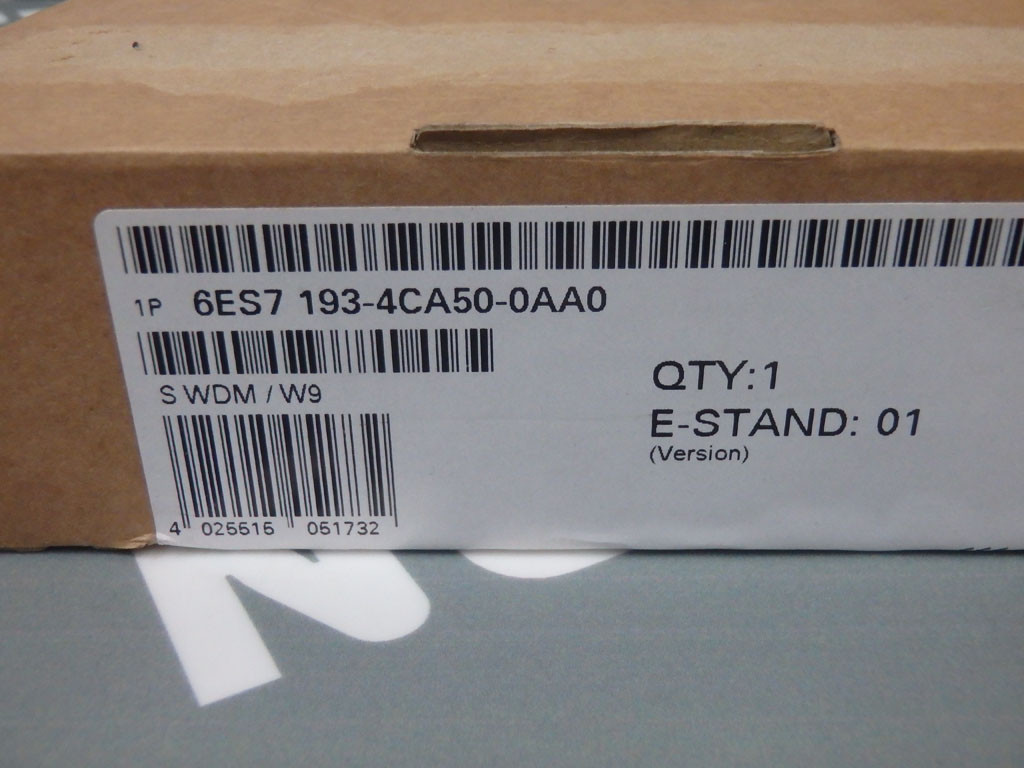 1P 6ES7 193-4CA50-0AA0
S WDM / W9
QTY:1
E-STAND: 01
(Version)
4 025515 051732